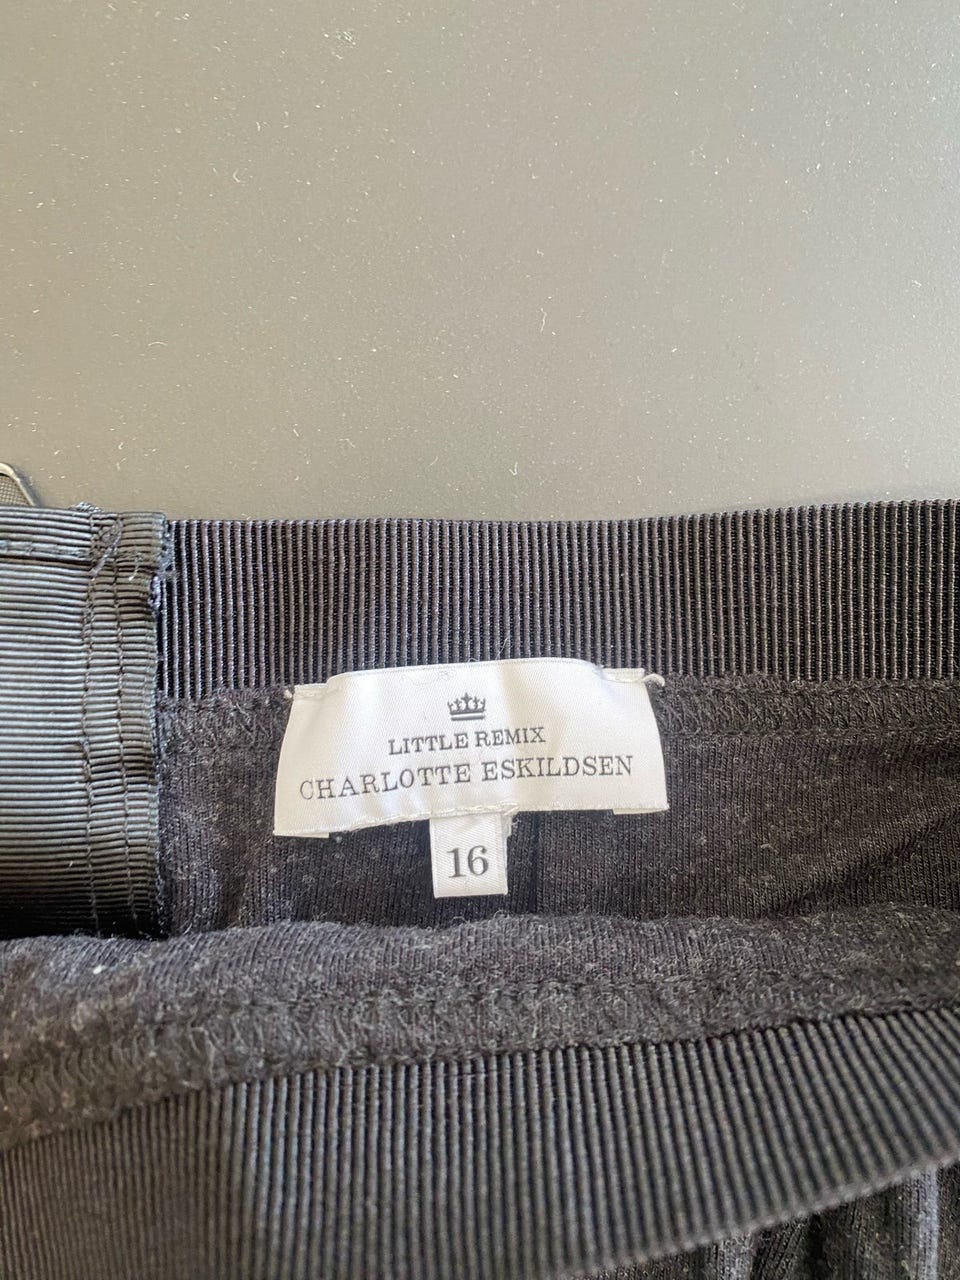 LITTLE REMIX
CHARLOTTE ESKILDSEN
16